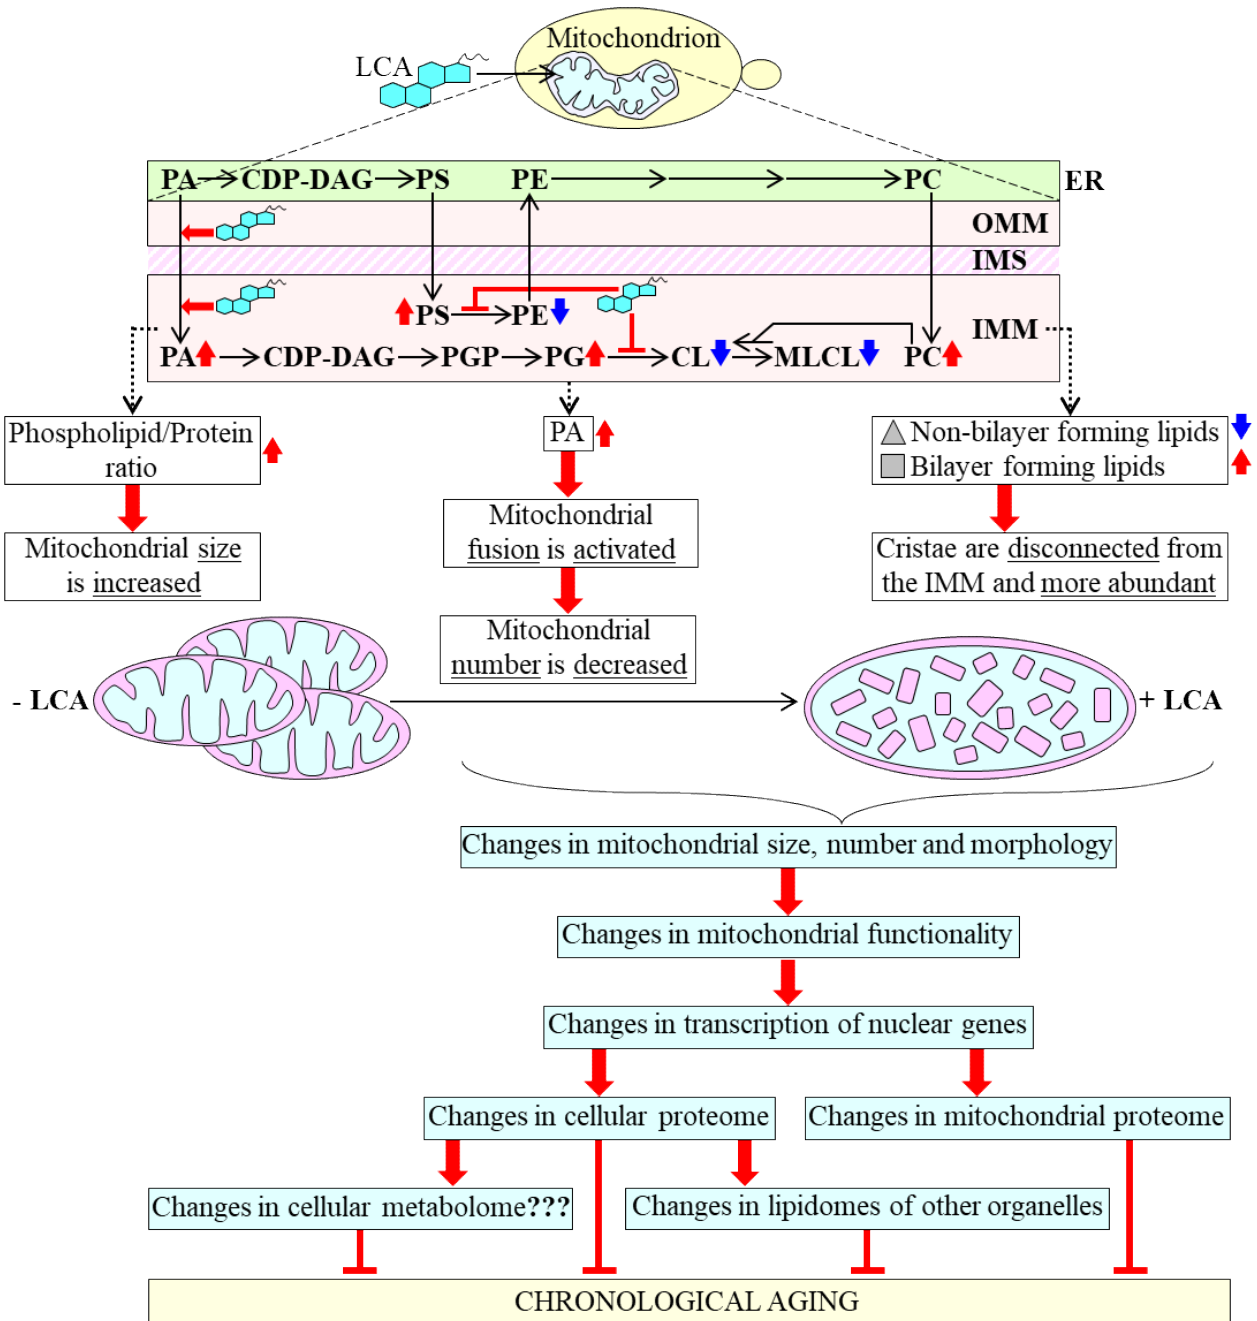 Mitochondrion
LCA
PA CDP-DAG PS PE PC ER
OMM
IMS
PS PE IMM
PA CDP-DAG PGP PG CL MLCL PC
Phospholipid/Protein
ratio
PA
Non-bilayer forming lipids
Bilayer forming lipids
Mitochondrial size
is increased
Mitochondrial
fusion is activated
Cristae are disconnected from
the IMM and more abundant
Mitochondrial
number is decreased
- LCA
+ LCA
Changes in mitochondrial size, number and morphology
Changes in mitochondrial functionality
Changes in transcription of nuclear genes
Changes in cellular proteome
Changes in mitochondrial proteome
Changes in cellular metabolome???
Changes in lipidomes of other organelles
CHRONOLOGICAL AGING